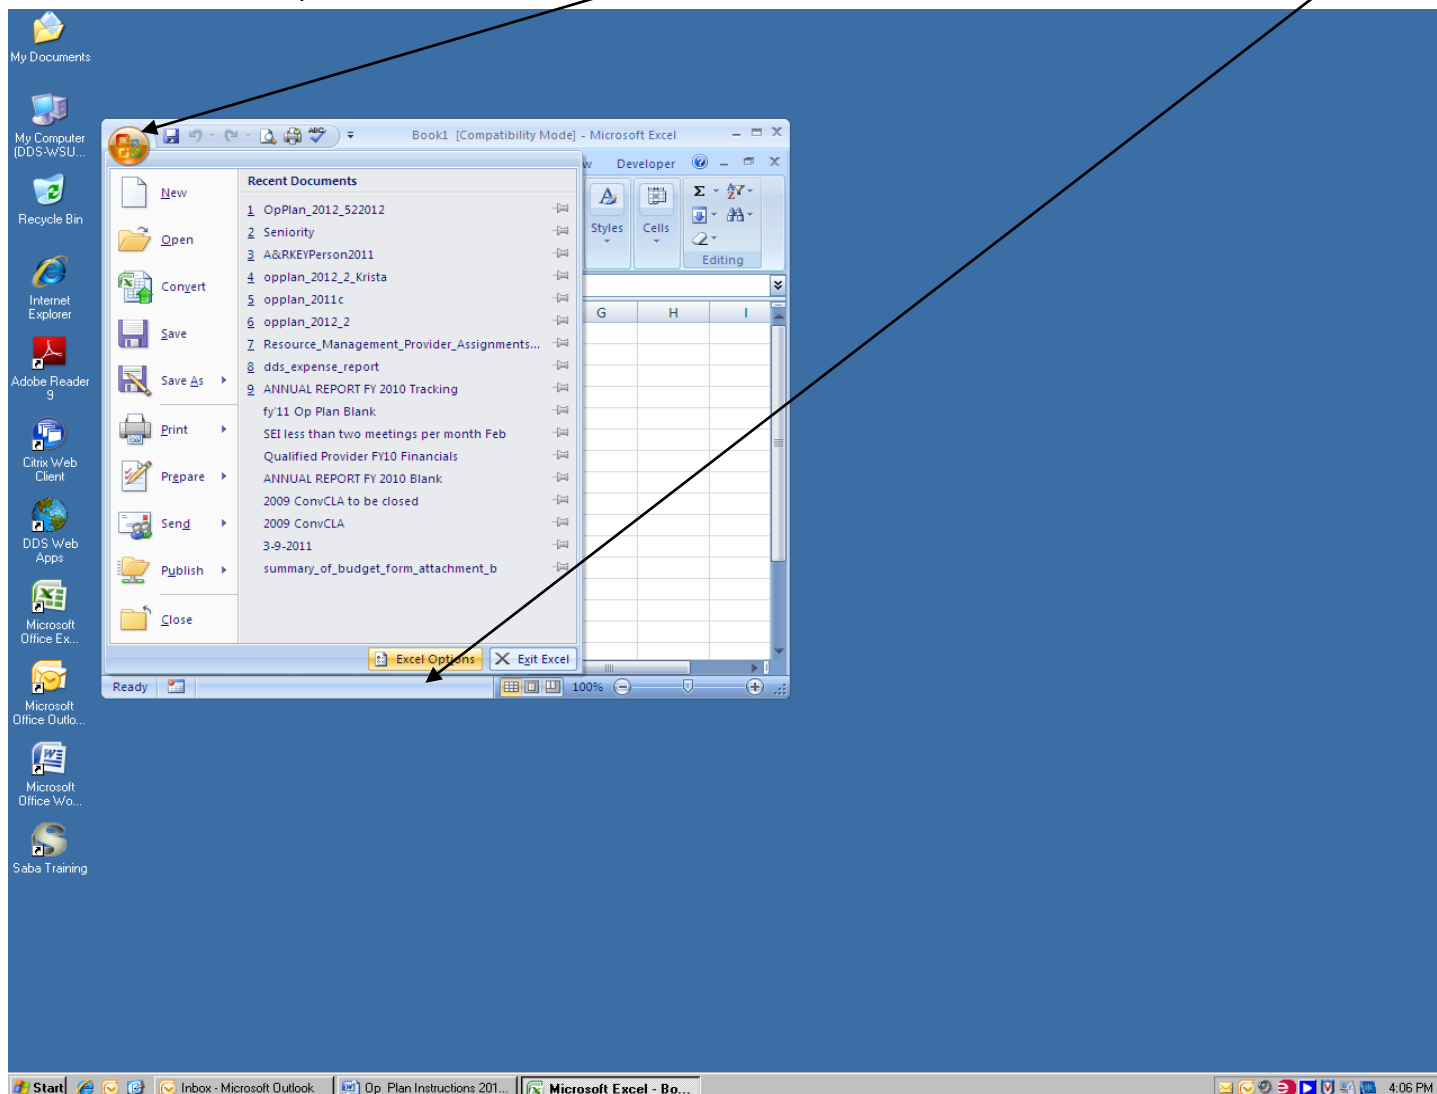 My Documents
My Computer
(DDS-WSU...
Recycle Bin
Internet
Explorer
Adobe Reader
9
Citrix Web
Client
DDS Web
Apps
Microsoft
Office Ex...
Microsoft
Office Outlo...
Microsoft
Office Wo...
Saba Training
ABC
Book1 [Compatibility Mode] - Microsoft Excel
w Developer
Styles
Cells
Editing
G H I
New
Open
Convert
Save
Save As
Print
Prepare
Send
Publish
Close
Recent Documents
1 OpPlan_2012_522012
2 Seniority
3 A&RKEYPerson2011
4 opplan_2012_2_Krista
5 opplan_2011c
6 opplan_2012_2
7 Resource_Management_Provider_Assignments...
8 dds_expense_report
9 ANNUAL REPORT FY 2010 Tracking
fy'11 Op Plan Blank
SEI less than two meetings per month Feb
Qualified Provider FY10 Financials
ANNUAL REPORT FY 2010 Blank
2009 ConvCLA to be closed
2009 ConvCLA
3-9-2011
summary_of_budget_form_attachment_b
Excel Options
Exit Excel
Ready
100%
Start
Inbox - Microsoft Outlook
Op Plan Instructions 201...
Microsoft Excel - Bo...
4:06 PM